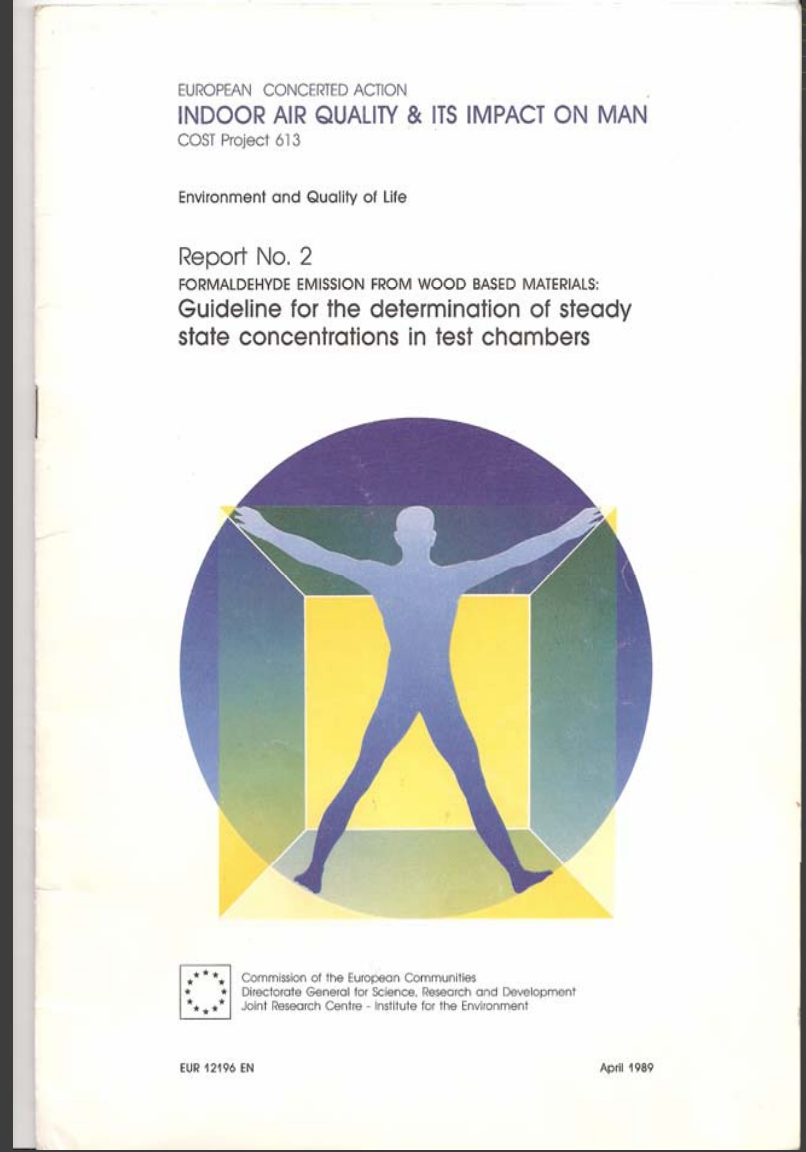 EUROPEAN CONCERTED ACTION
INDOOR AIR QUALITY & ITS IMPACT ON MAN
COST Project 613
Environment and Quality of Life
Report No. 2
FORMALDEHYDE EMISSION FROM WOOD BASED MATERIALS:
Guideline for the determination of steady
state concentrations in test chambers
Commission of the European Communities
Directorate General for Science, Research and Development
Joint Research Centre - Institute for the Environment
EUR 12196 EN
April 1989